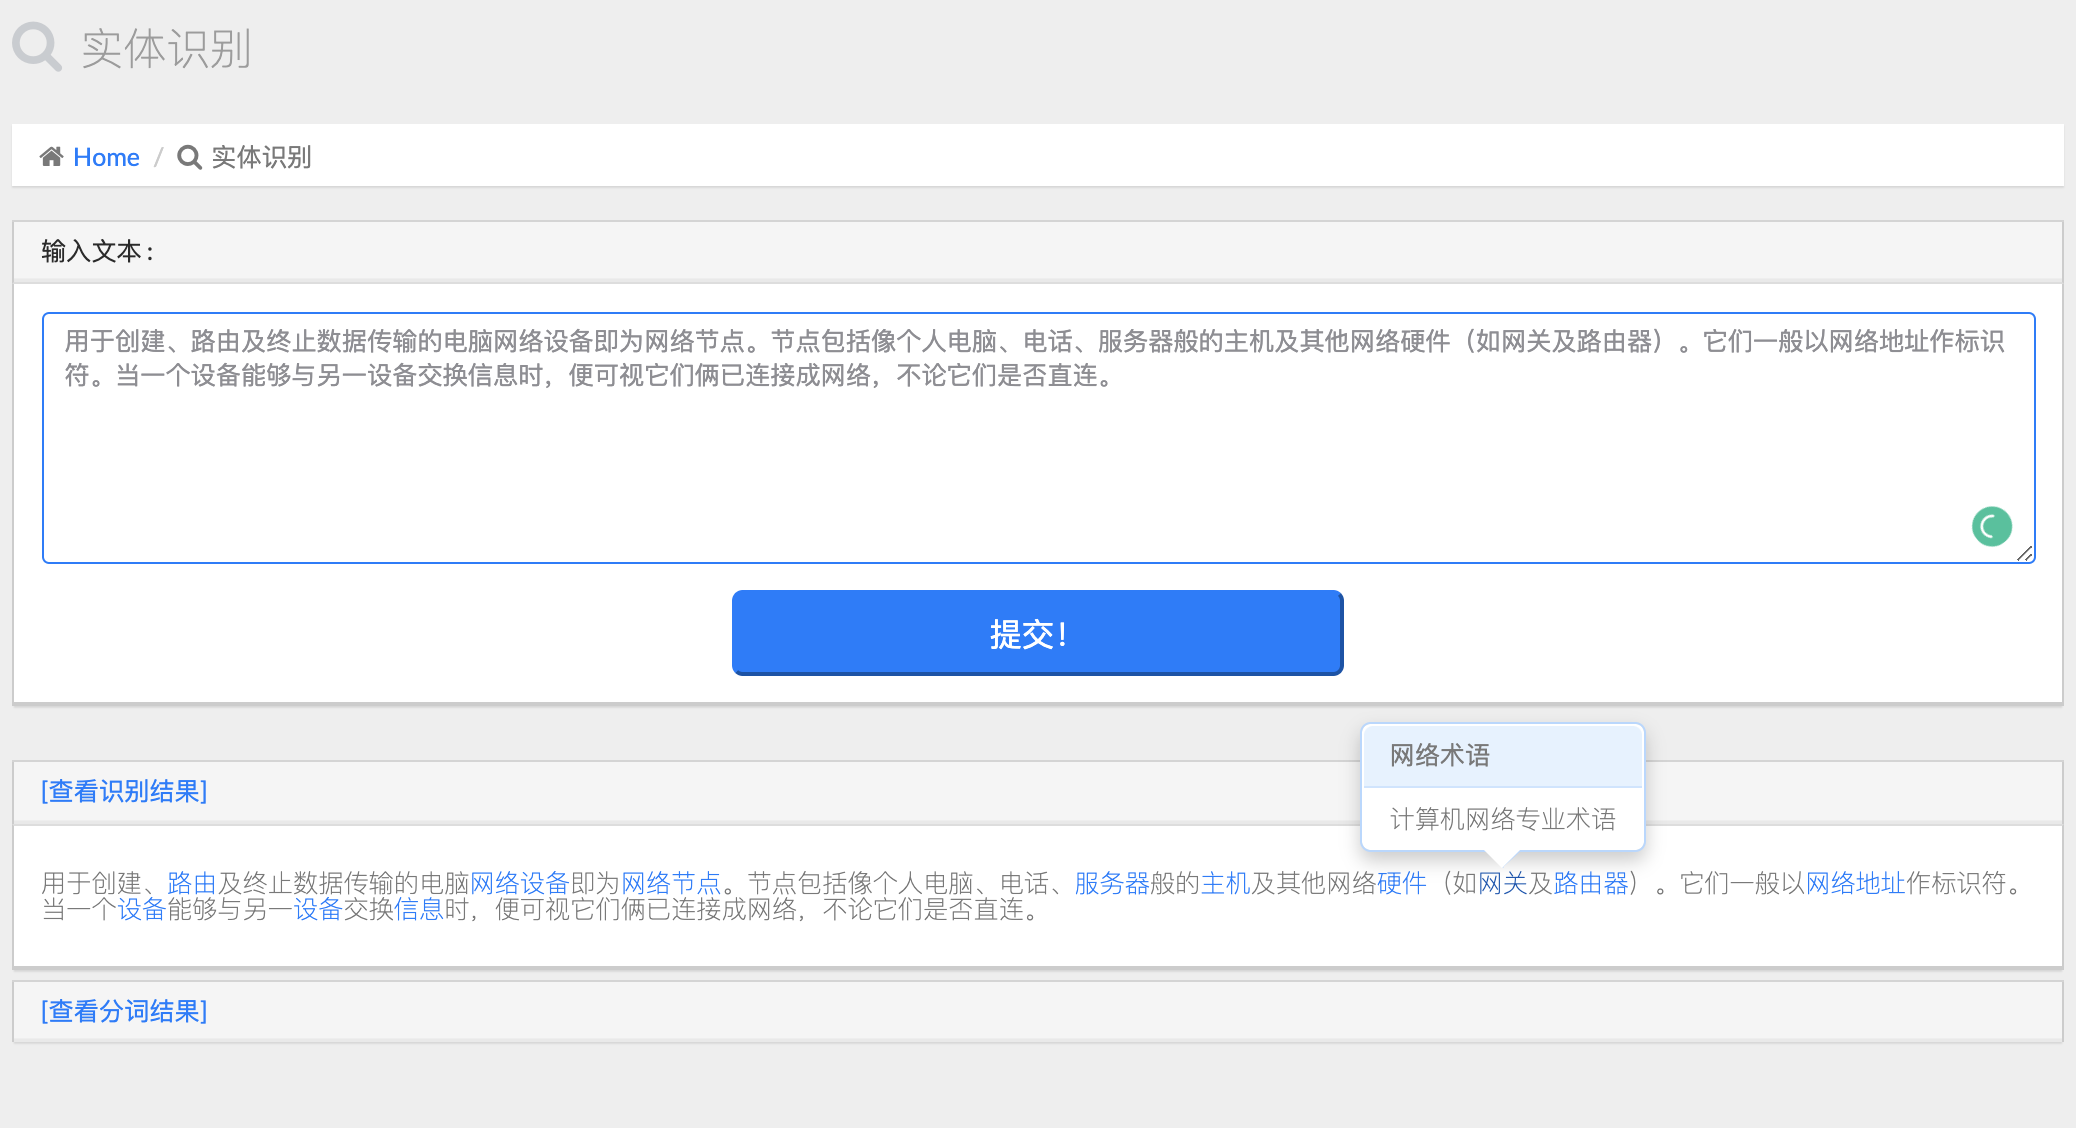 实体识别
Home / 实体识别
输入文本：
用于创建、路由及终止数据传输的电脑网络设备即为网络节点。节点包括像个人电脑、电话、服务器般的主机及其他网络硬件（如网关及路由器）。它们一般以网络地址作标识
符。当一个设备能够与另一设备交换信息时，便可视它们俩已连接成网络，不论它们是否直连。
提交！
网络术语
[查看识别结果]
计算机网络专业术语
用于创建、路由及终止数据传输的电脑网络设备即为网络节点。节点包括像个人电脑、电话、服务器般的主机及其他网络硬件（如网关及路由器）。它们一般以网络地址作标识符。
当一个设备能够与另一设备交换信息时，便可视它们俩已连接成网络，不论它们是否直连。
[查看分词结果]